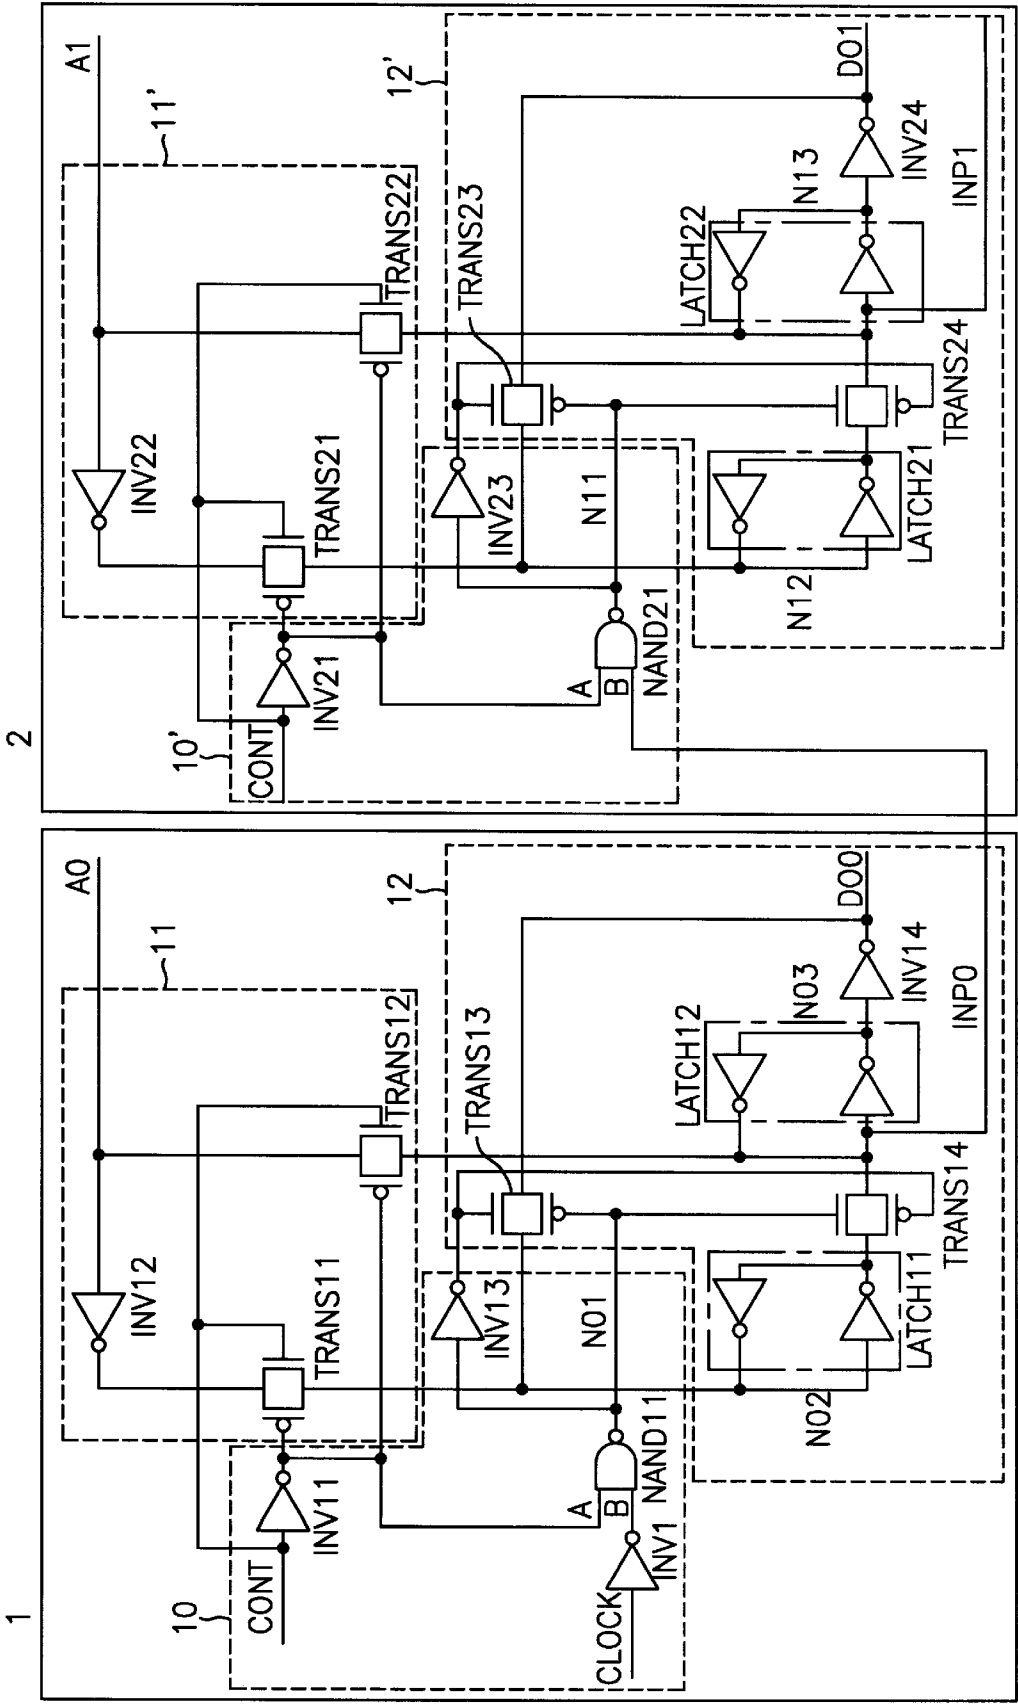 1
10
CONT
INV11
CLOCK
INV1
A
B
NAND11
11
A0
INV12
TRANS11
TRANS12
12
INV13
N01
TRANS13
N02
LATCH11
TRANS14
LATCH12
N03
INV14
DO0
INP0
2
10'
CONT
INV21
A
B
NAND21
11'
A1
INV22
TRANS21
TRANS22
12'
INV23
N11
TRANS23
N12
LATCH21
TRANS24
LATCH22
N13
INV24
DO1
INP1